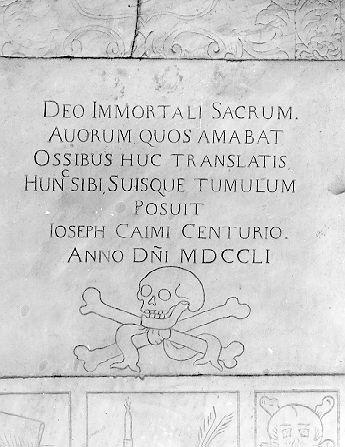 DEO IMMORTALI SACRUM.
AUORUM QUOS AMABAT
OSSIBUS HUC TRANSLATIS
HUNC SIBI, SUISQUE TUMULUM
POSUIT
IOSEPH CAIMI CENTURIO.
ANNO DÑI MDCCLI